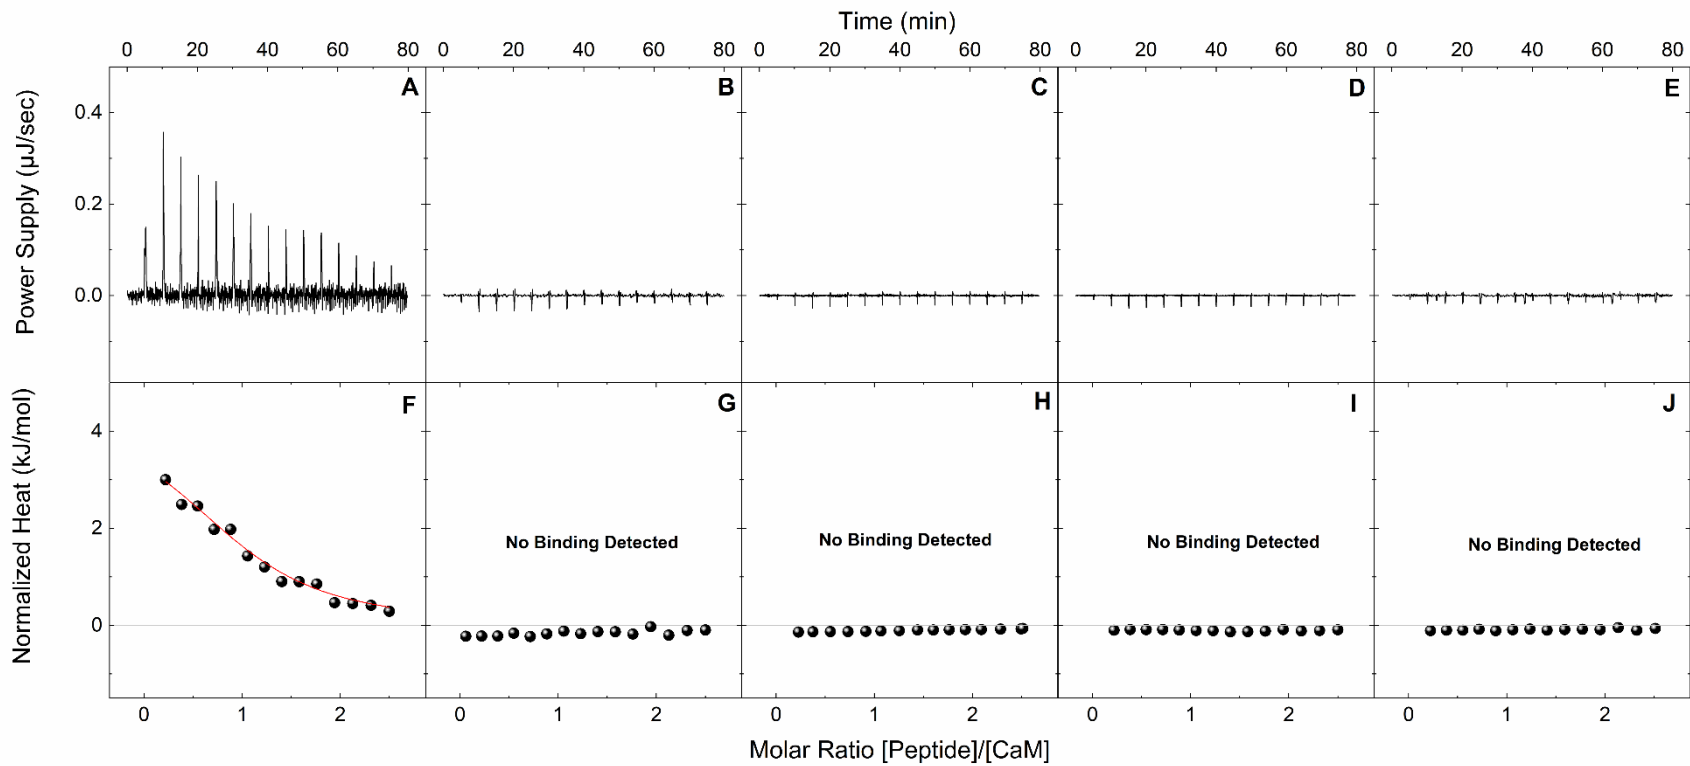 Time (min)
0 20 40 60 80 0 20 40 60 80 0 20 40 60 80 0 20 40 60 80 0 20 40 60 80
A B C D E
Power Supply (µJ/sec)
0.4
0.2
0.0
F G H I J
Normalized Heat (kJ/mol)
4
2
0
No Binding Detected
No Binding Detected
No Binding Detected
No Binding Detected
0 1 2 0 1 2 0 1 2 0 1 2 0 1 2
Molar Ratio [Peptide]/[CaM]